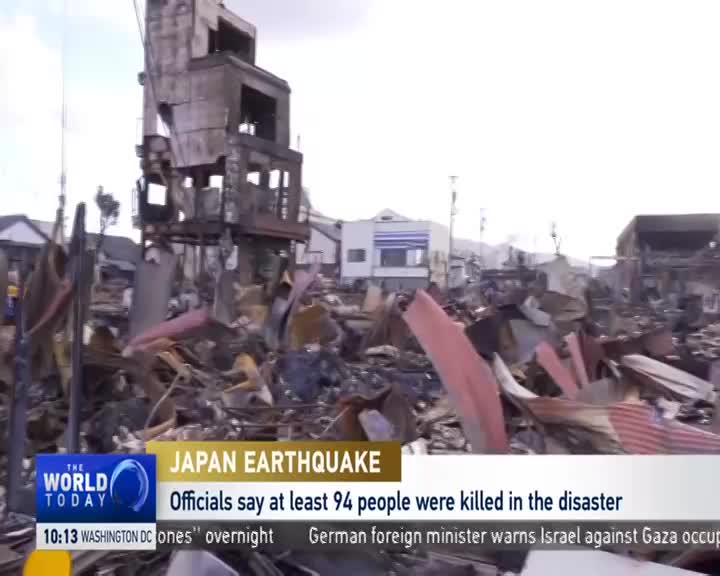 JAPAN EARTHQUAKE
THE
WORLD
TODAY
Officials say at least 94 people were killed in the disaster
10:13 WASHINGTON DC
ones" overnight German foreign minister warns Israel against Gaza occup